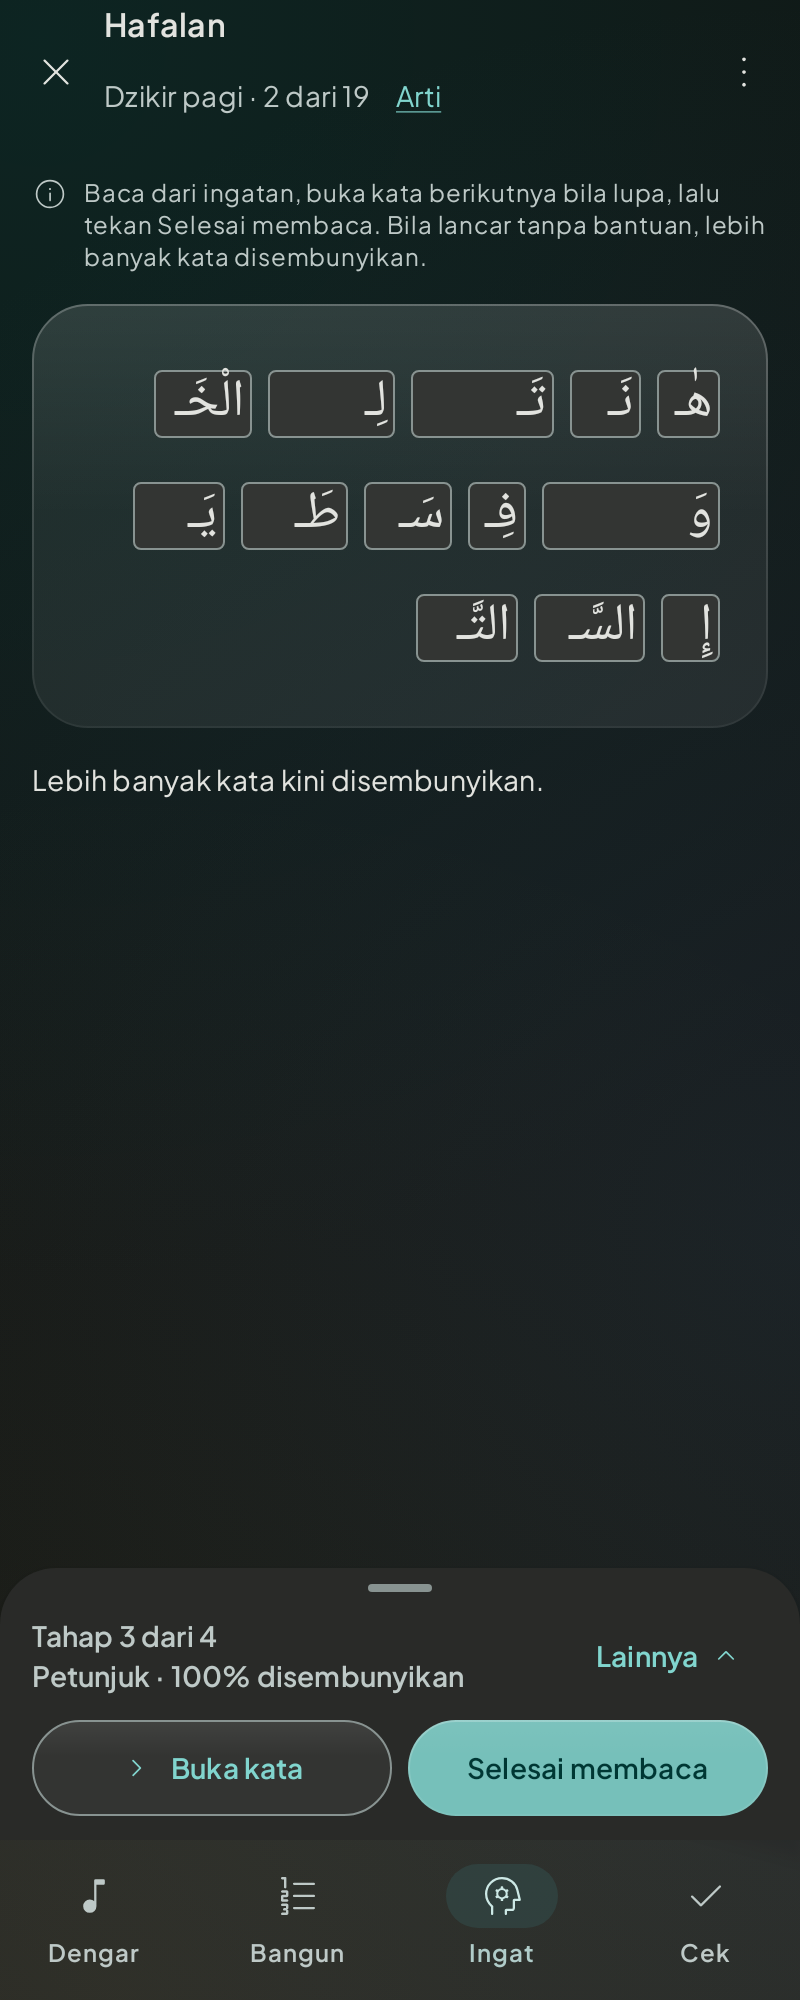 Hafalan
Dzikir pagi · 2 dari 19 Arti
Baca dari ingatan, buka kata berikutnya bila lupa, lalu
tekan Selesai membaca. Bila lancar tanpa bantuan, lebih
banyak kata disembunyikan.
هٰـ نَـ تَـ لِـ الْخَـ
وَ فِـ سَـ طَـ يَـ
إِ السَّـ التَّـ
Lebih banyak kata kini disembunyikan.
Tahap 3 dari 4
Petunjuk · 100% disembunyikan
Lainnya
Buka kata
Selesai membaca
Dengar
Bangun
Ingat
Cek